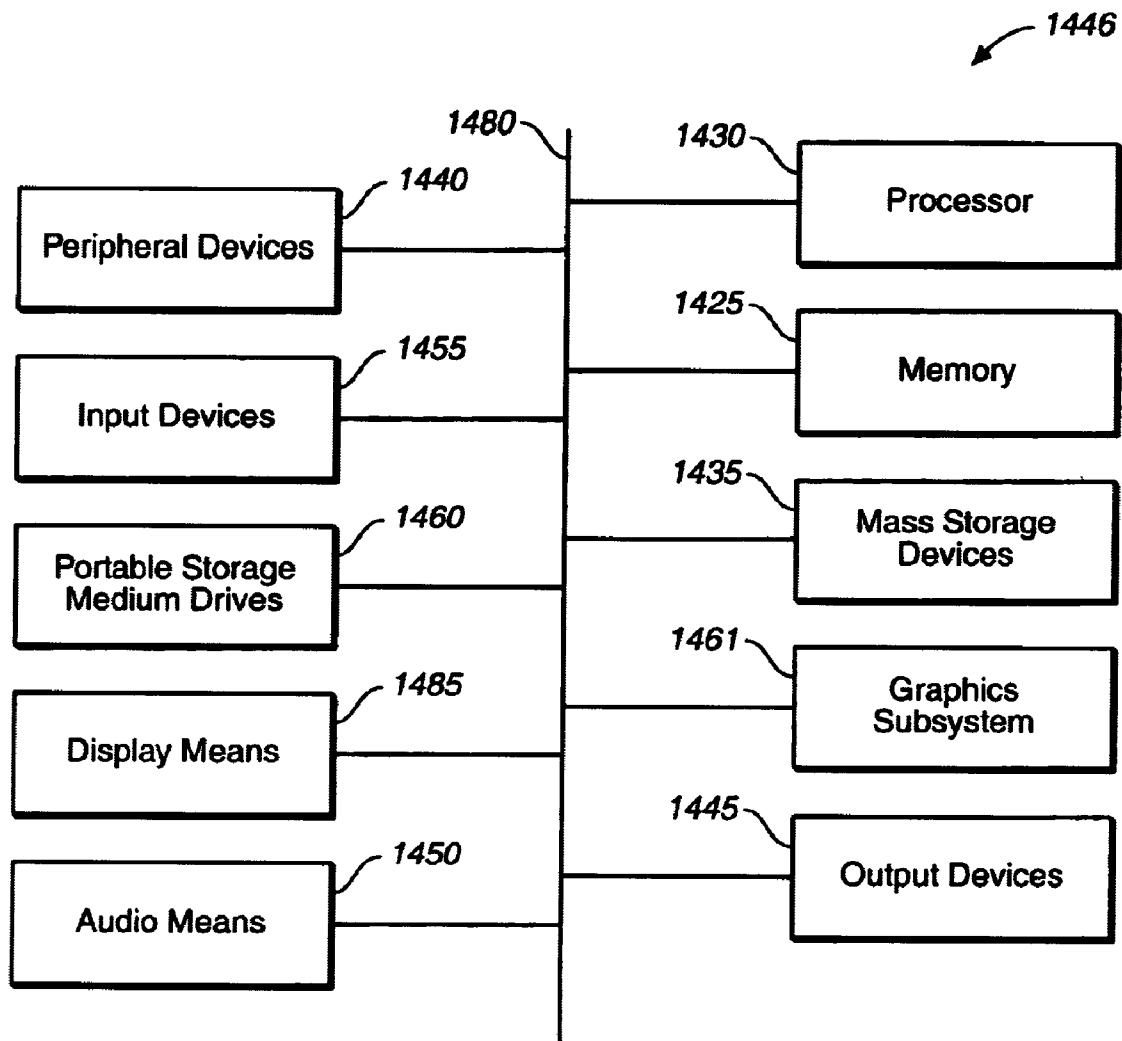 1446
1480
1430
Processor
1440
Peripheral Devices
1425
Memory
1455
Input Devices
1435
Mass Storage
Devices
1460
Portable Storage
Medium Drives
1461
Graphics
Subsystem
1485
Display Means
1445
Output Devices
1450
Audio Means